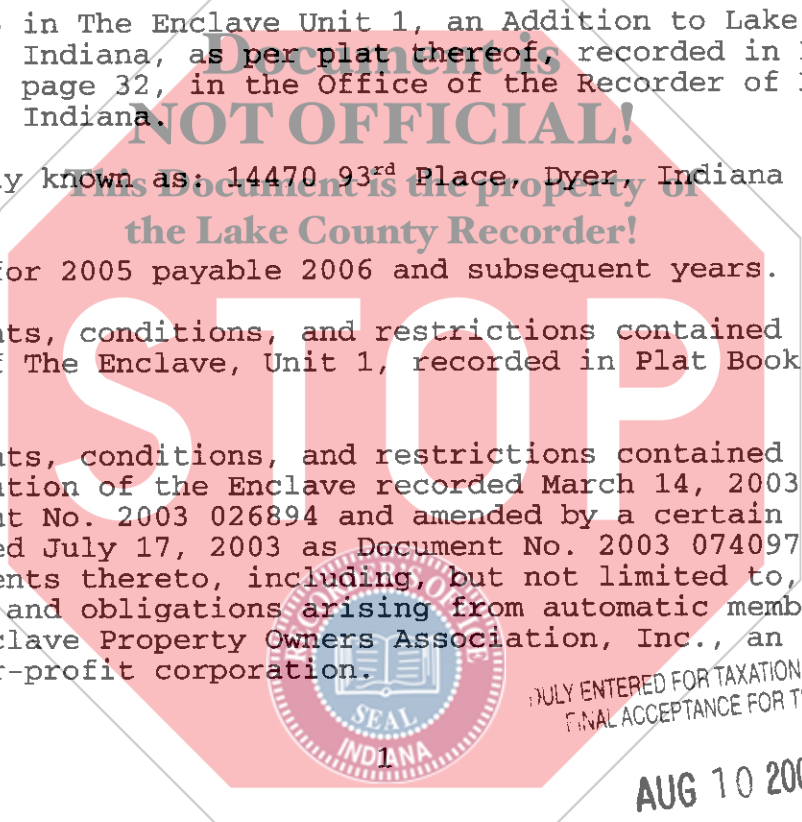 in The Enclave Unit 1, an Addition to Lake
Indiana, as per plat thereof, recorded in
Document is
page 32, in the Office of the Recorder of
Indiana.
NOT OFFICIAL!
y known as: 14470 93rd Place, Dyer, Indiana
This Document is the property of
the Lake County Recorder!
for 2005 payable 2006 and subsequent years.
STOP
ts, conditions, and restrictions contained
f The Enclave, Unit 1, recorded in Plat Book
ts, conditions, and restrictions contained
ation of the Enclave recorded March 14, 2003
t No. 2003 026894 and amended by a certain
ed July 17, 2003 as Document No. 2003 074097
ents thereto, including, but not limited to,
and obligations arising from automatic memb
clave Property Owners Association, Inc., an
r-profit corporation.
SEAL
INDIANA
1
DULY ENTERED FOR TAXATION
FINAL ACCEPTANCE FOR T
AUG 10 200